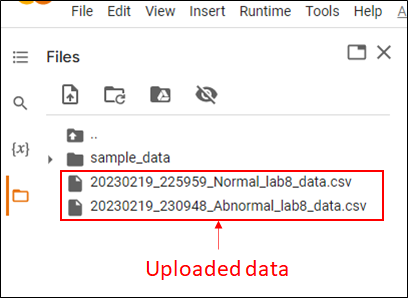 File Edit View Insert Runtime Tools Help
Files
{x}
..
sample_data
20230219_225959_Normal_lab8_data.csv
20230219_230948_Abnormal_lab8_data.csv
Uploaded data